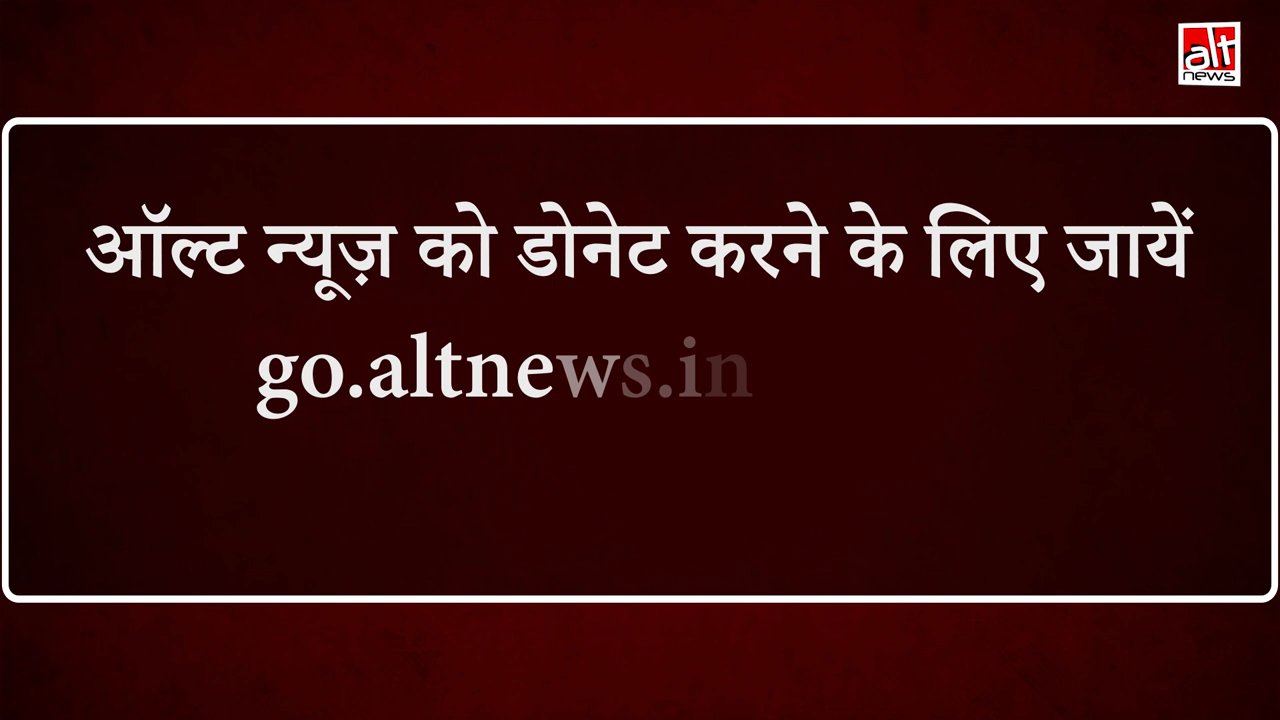 alt
news
ऑल्ट न्यूज़ को डोनेट करने के लिए जायें
go.altnews.in